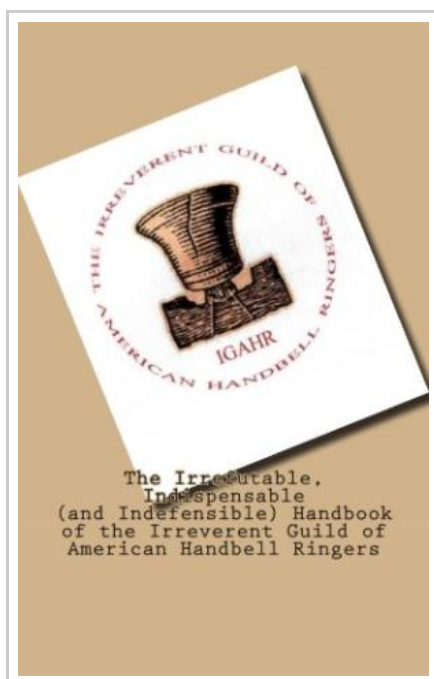 THE IRREVERENT GUILD OF
AMERICAN HANDBELL RINGERS
IGAHR
The Irrefutable,
Indispensable
(and Indefensible) Handbook
of the Irreverent Guild of
American Handbell Ringers